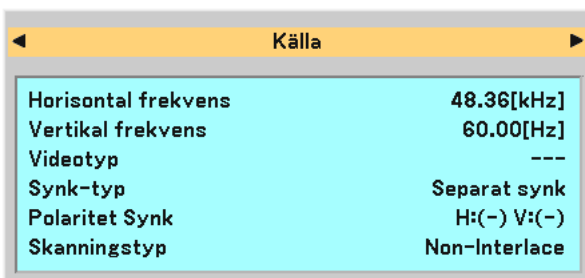 Källa
Horisontal frekvens 48.36[kHz]
Vertikal frekvens 60.00[Hz]
Videotyp ---
Synk-typ Separat synk
Polaritet Synk H:(-) V:(-)
Skanningstyp Non-Interlace